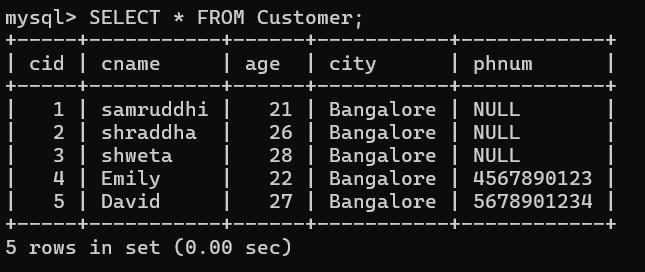 mysql> SELECT * FROM Customer;
+-----+-----------+------+-----------+------------+
| cid | cname     | age  | city      | phnum      |
+-----+-----------+------+-----------+------------+
|   1 | samruddhi |   21 | Bangalore | NULL       |
|   2 | shraddha  |   26 | Bangalore | NULL       |
|   3 | shweta    |   28 | Bangalore | NULL       |
|   4 | Emily     |   22 | Bangalore | 4567890123 |
|   5 | David     |   27 | Bangalore | 5678901234 |
+-----+-----------+------+-----------+------------+
5 rows in set (0.00 sec)